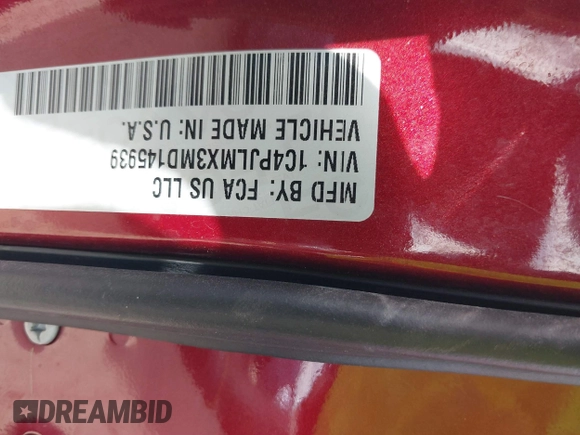 MFD BY: FCA US LLC
VIN: 1C4PJLMX3MD145939
VEHICLE MADE IN: U.S.A.
DREAMBID